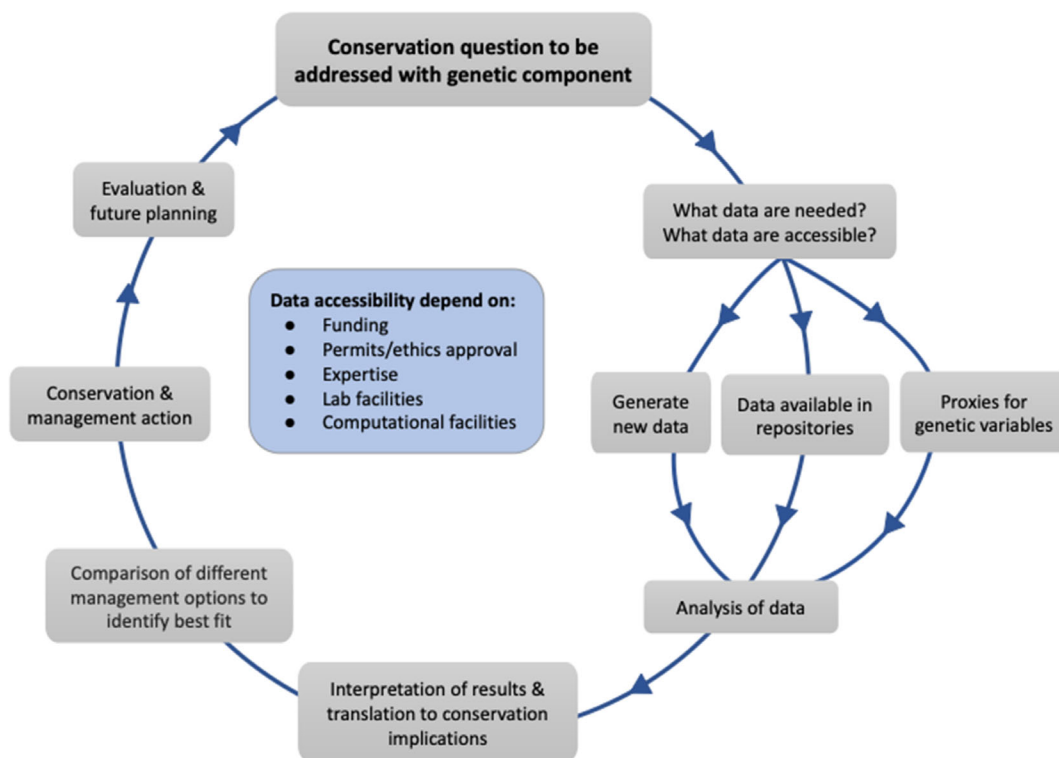 Conservation question to be
addressed with genetic component
Evaluation &
future planning
What data are needed?
What data are accessible?
Data accessibility depend on:
● Funding
● Permits/ethics approval
● Expertise
● Lab facilities
● Computational facilities
Conservation &
management action
Generate
new data
Data available in
repositories
Proxies for
genetic variables
Comparison of different
management options to
identify best fit
Analysis of data
Interpretation of results &
translation to conservation
implications